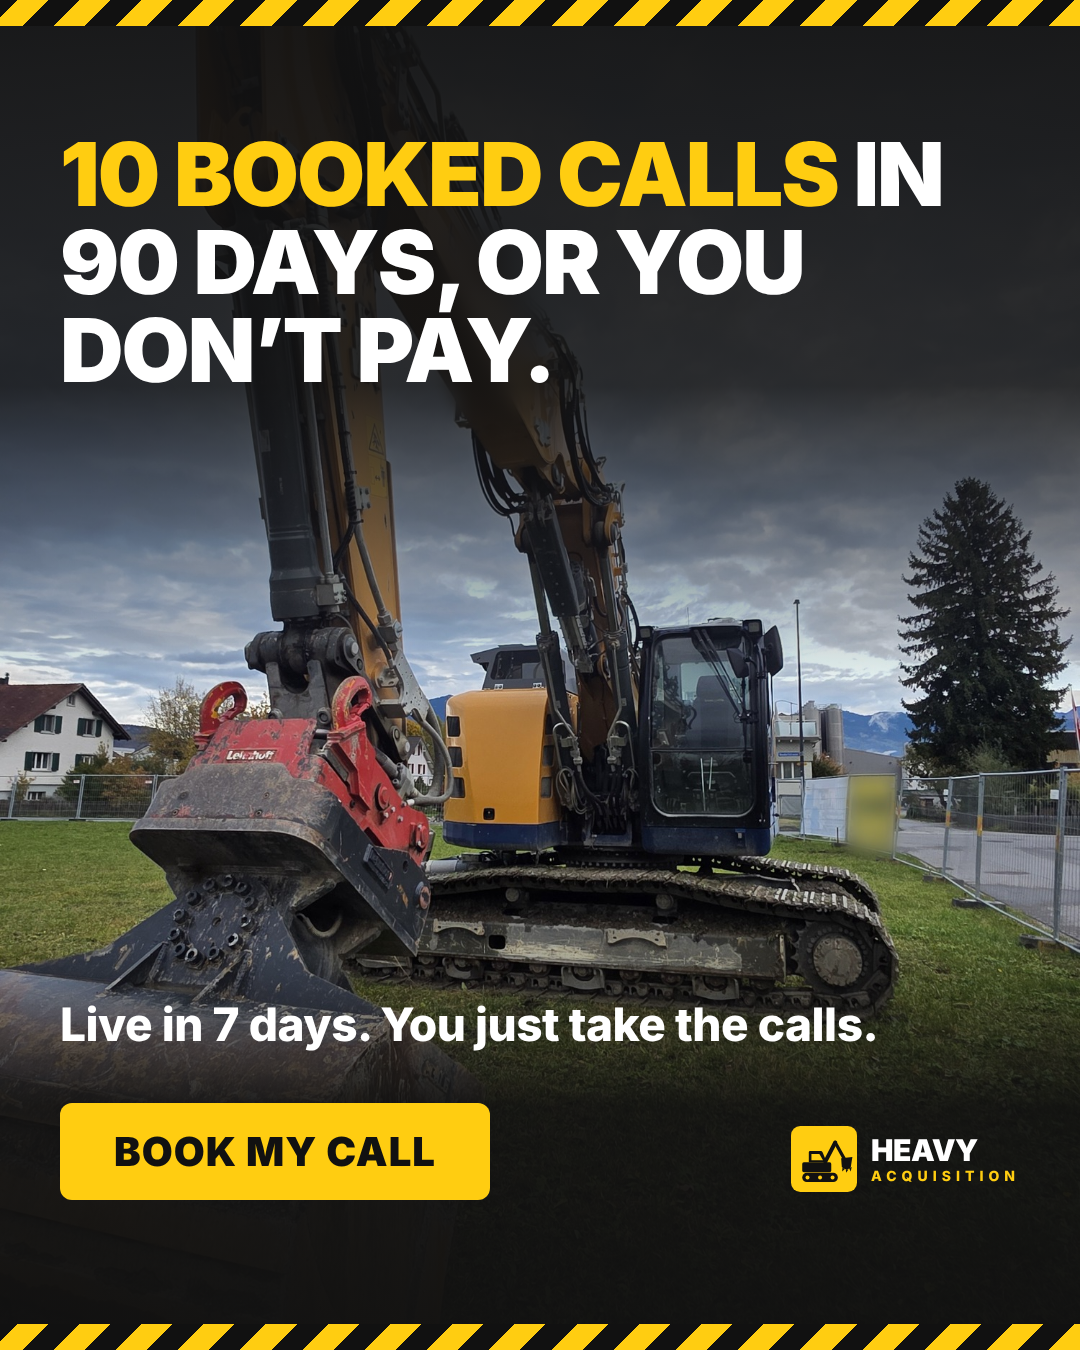 10 BOOKED CALLS IN
90 DAYS, OR YOU
DON’T PAY.
Lehnhoff
Live in 7 days. You just take the calls.
BOOK MY CALL
HEAVY
ACQUISITION